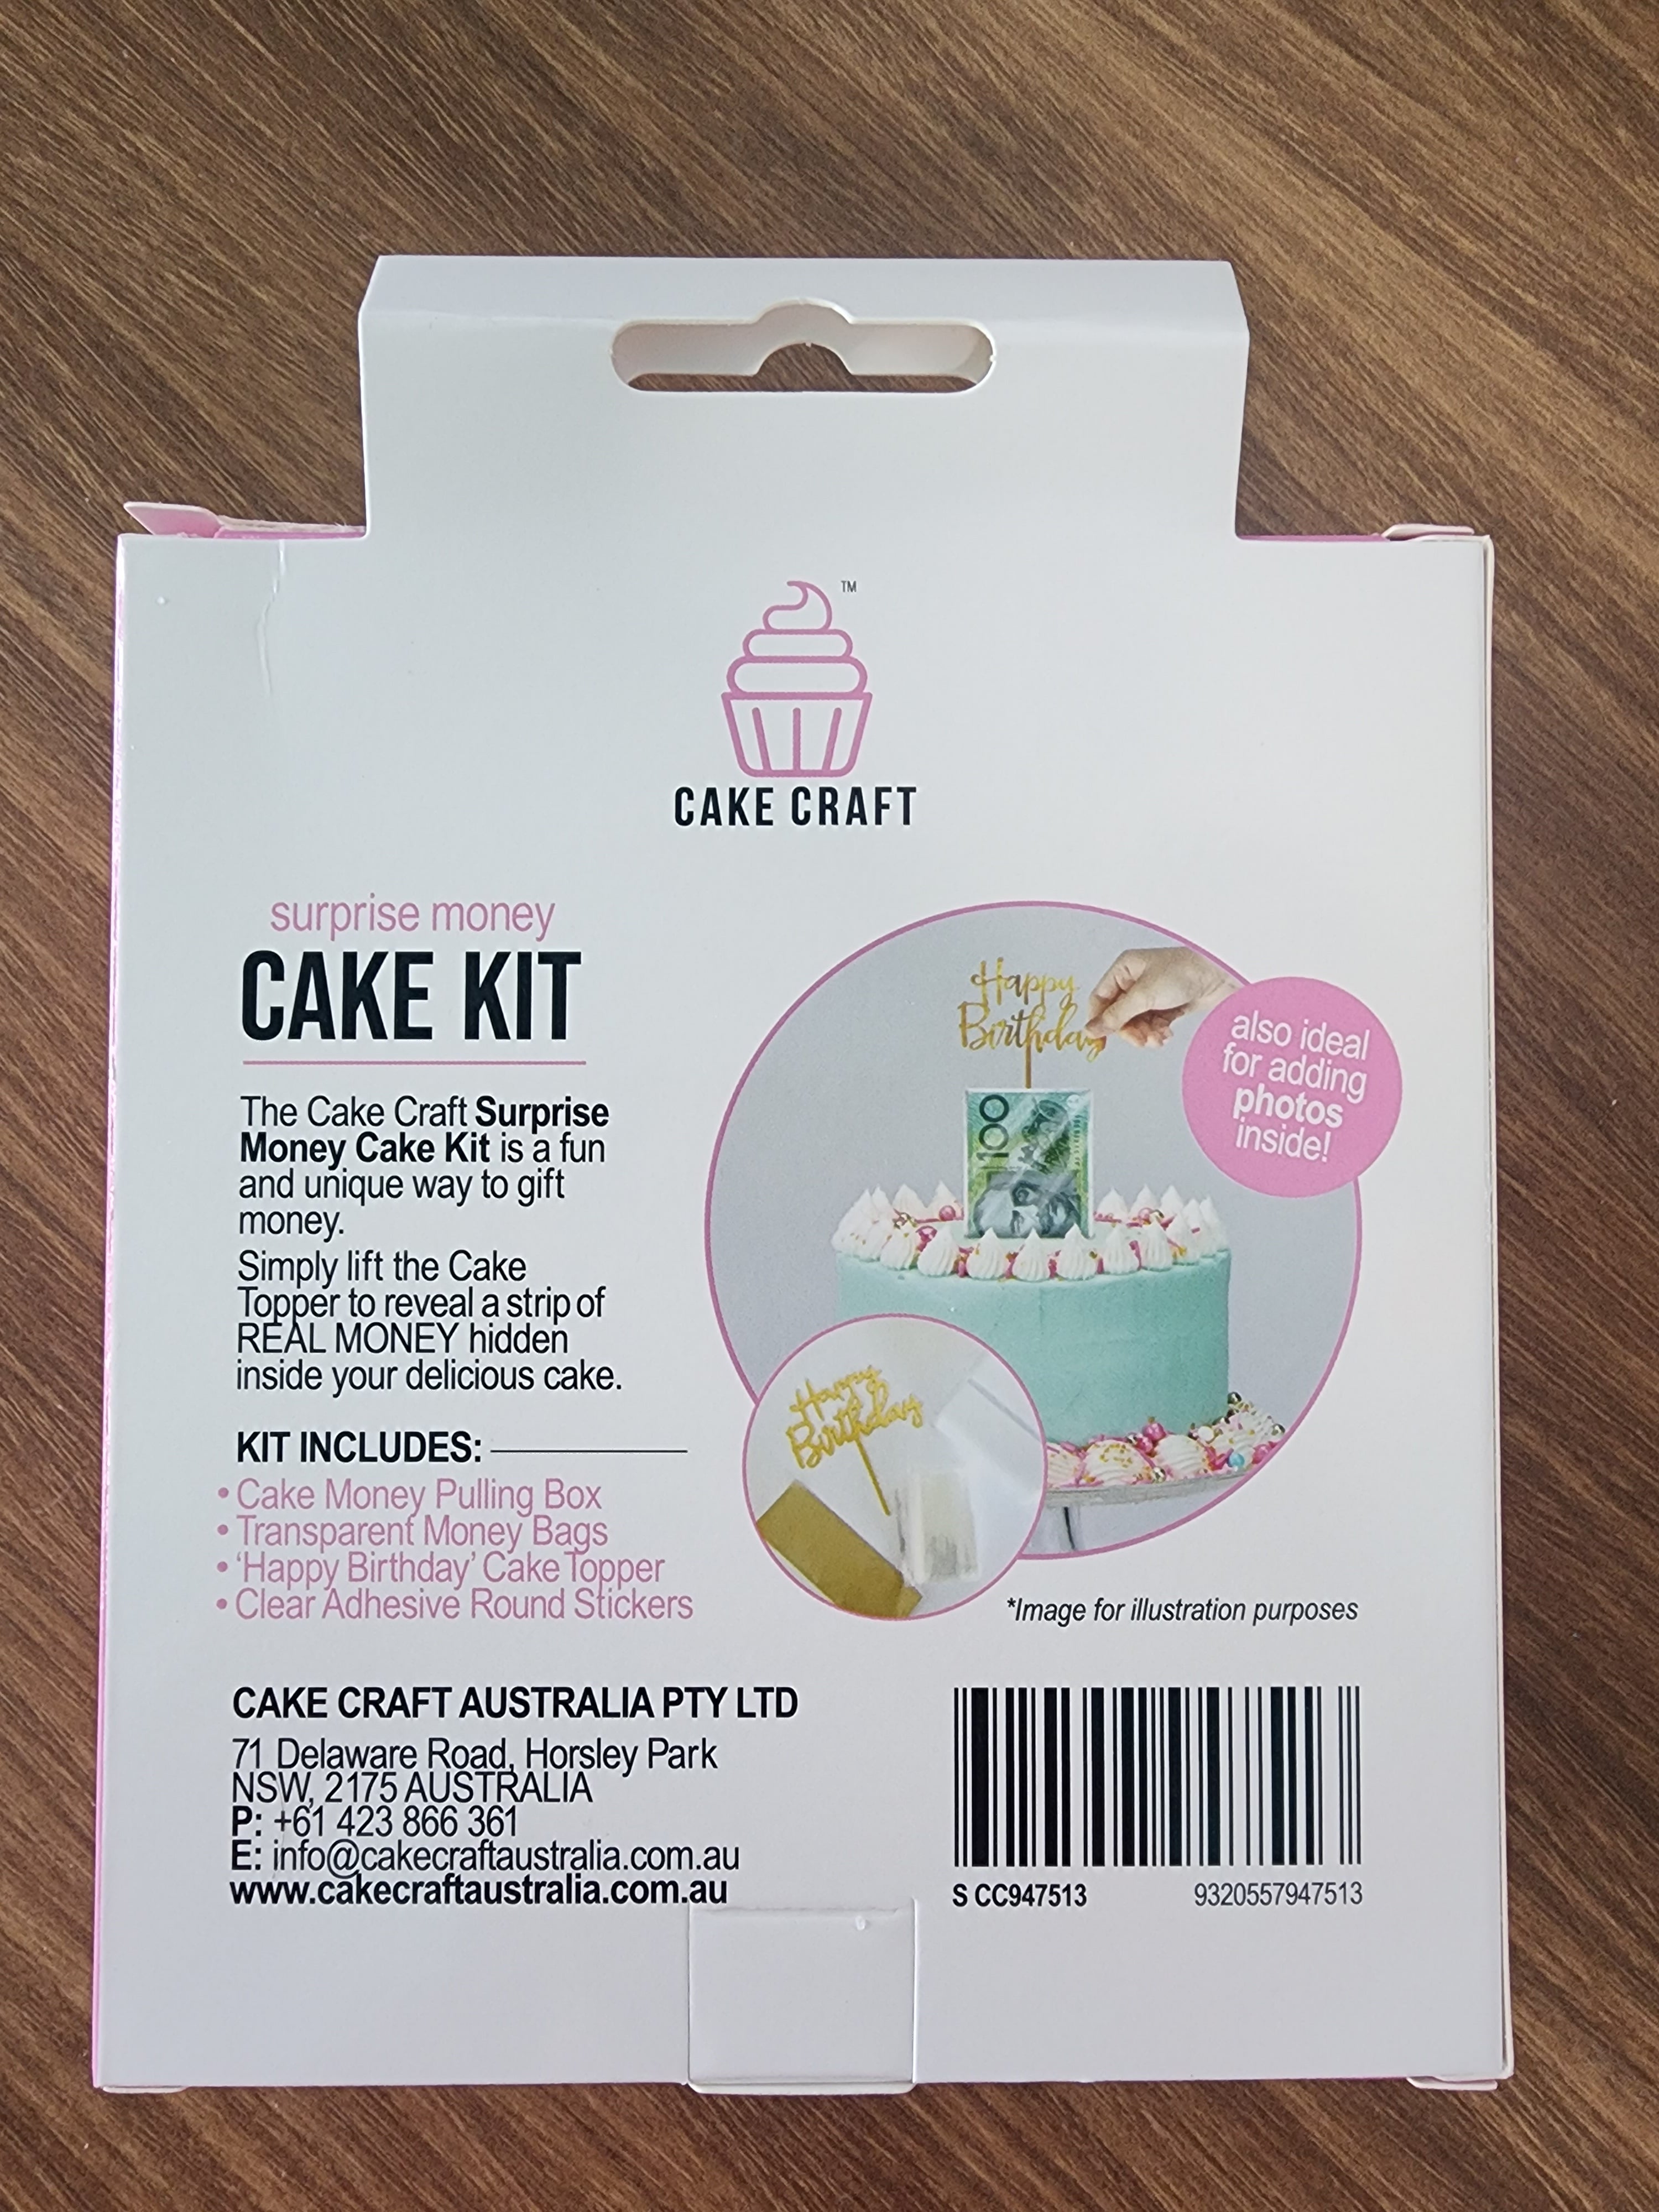 TM
CAKE CRAFT
surprise money
CAKE KIT
The Cake Craft Surprise
Money Cake Kit is a fun
and unique way to gift
money.
Simply lift the Cake
Topper to reveal a strip of
REAL MONEY hidden
inside your delicious cake.
KIT INCLUDES:
• Cake Money Pulling Box
• Transparent Money Bags
• ‘Happy Birthday’ Cake Topper
• Clear Adhesive Round Stickers
Happy
Birthday
100
also ideal
for adding
photos
inside!
Happy
Birthday
*Image for illustration purposes
CAKE CRAFT AUSTRALIA PTY LTD
71 Delaware Road, Horsley Park
NSW, 2175 AUSTRALIA
P: +61 423 866 361
E: info@cakecraftaustralia.com.au
www.cakecraftaustralia.com.au
S CC947513
9320557947513